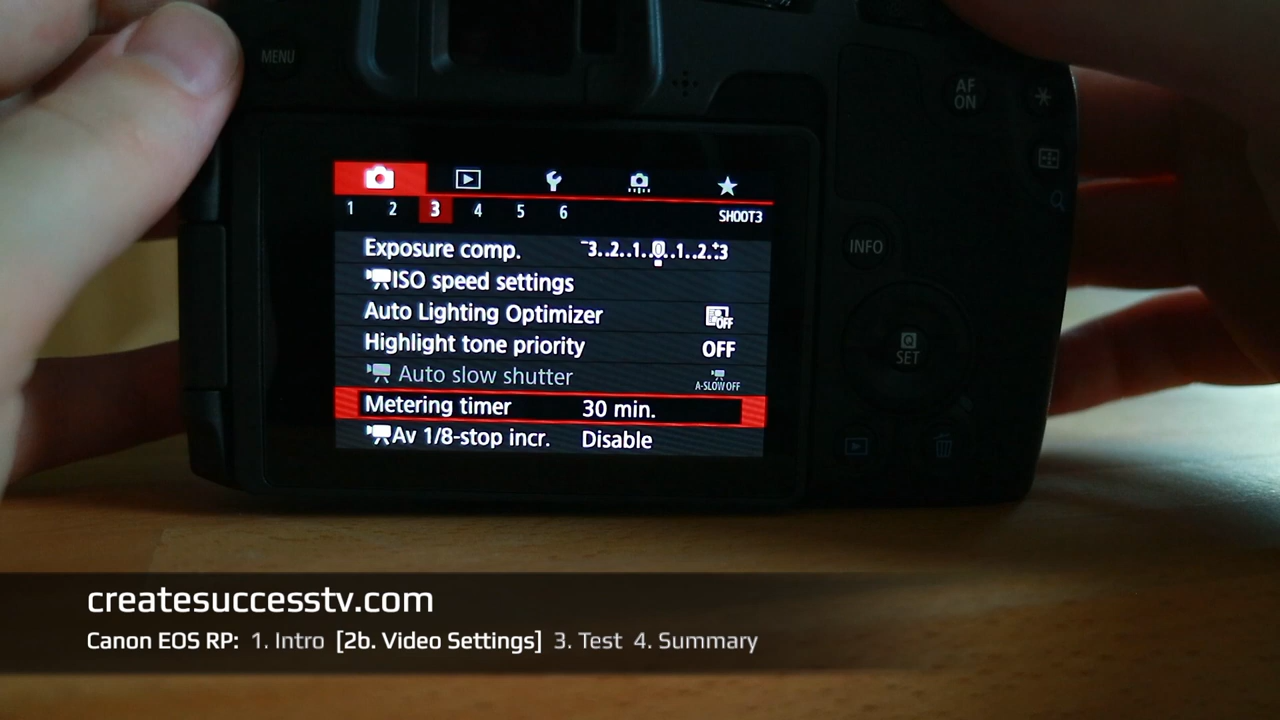 MENU
AF
ON
1 2 3 4 5 6 SHOOT3
Exposure comp. -3..2..1..0..1..2.:+3
ISO speed settings
Auto Lighting Optimizer OFF
Highlight tone priority OFF
INFO
Auto slow shutter A-SLOW OFF
Q
SET
Metering timer 30 min.
Av 1/8-stop incr. Disable
createsuccesstv.com
Canon EOS RP: 1. Intro [2b. Video Settings] 3. Test 4. Summary